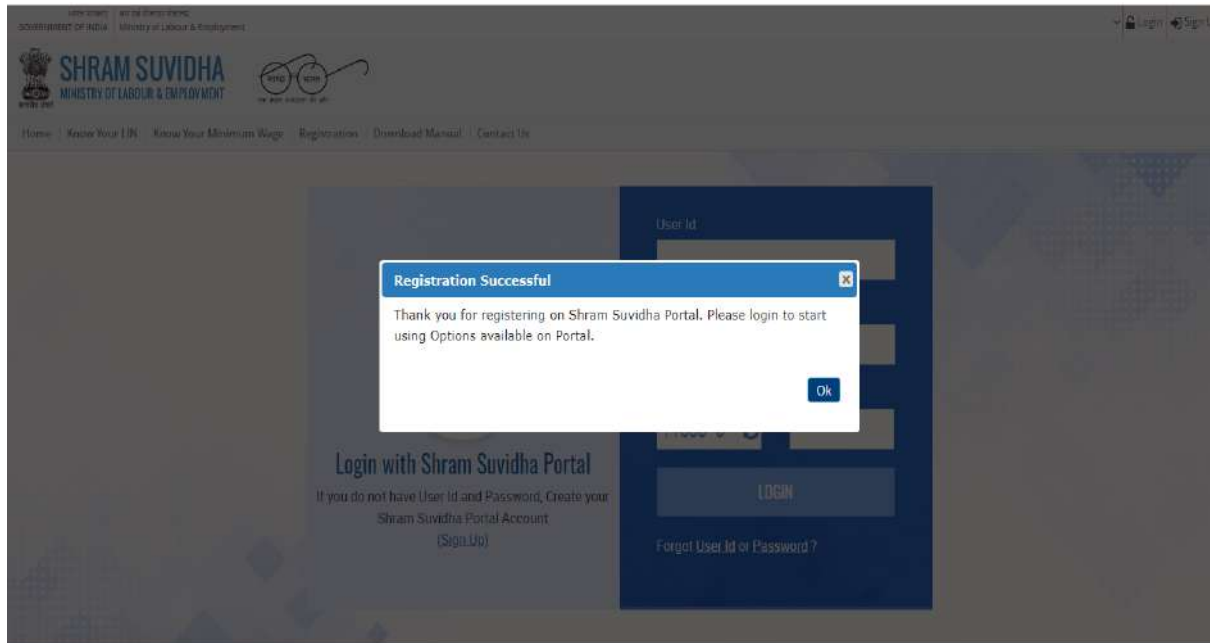 GOVERNMENT OF INDIA Ministry of Labour & Employment
Login Sign
SHRAM SUVIDHA
MINISTRY OF LABOUR & EMPLOYMENT
Home Know Your LIN Know Your Minimum Wage Registration Download Manual Contact Us
User Id
Registration Successful
Thank you for registering on Shram Suvidha Portal. Please login to start
using Options available on Portal.
Ok
Login with Shram Suvidha Portal
If you do not have User Id and Password, Create your
Shram Suvidha Portal Account
(Sign Up)
LOGIN
Forgot User Id or Password ?